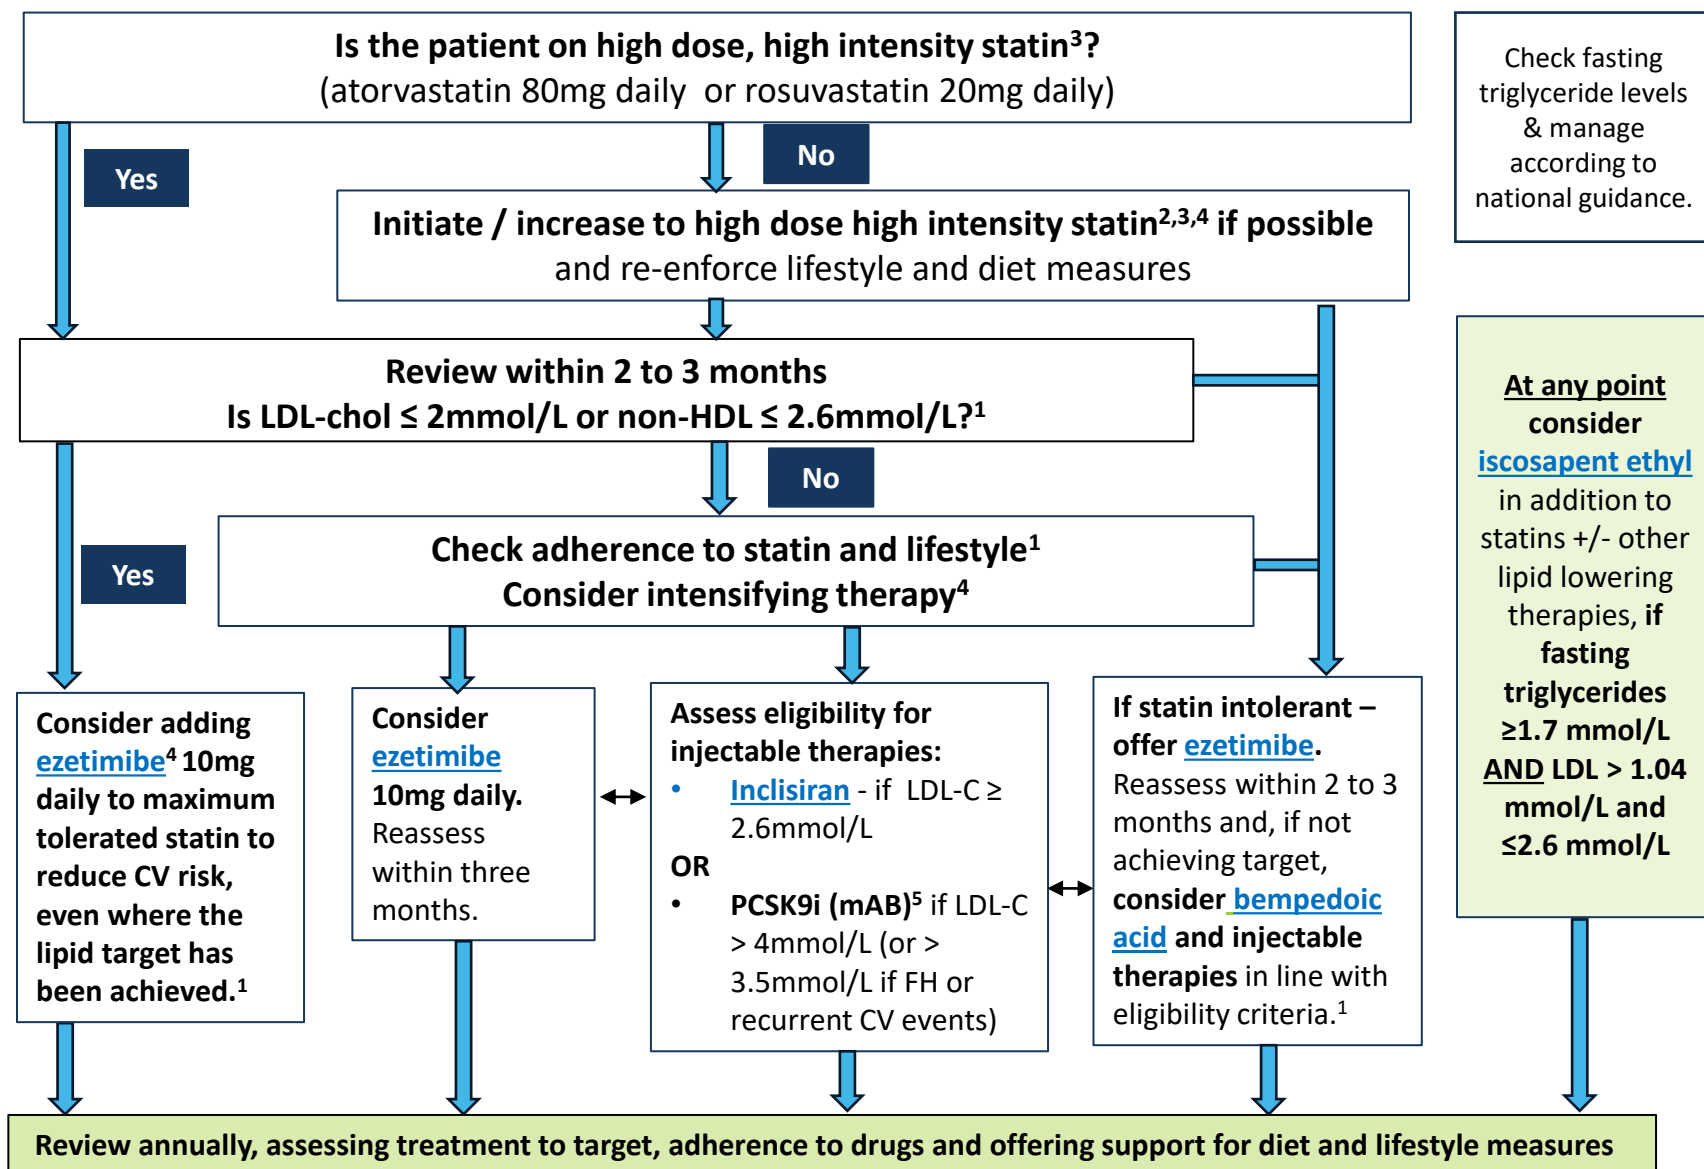 Is the patient on high dose, high intensity statin³?
(atorvastatin 80mg daily or rosuvastatin 20mg daily)
Check fasting
triglyceride levels
& manage
according to
national guidance.
Yes
No
Initiate / increase to high dose high intensity statin²,³,⁴ if possible
and re-enforce lifestyle and diet measures
Review within 2 to 3 months
Is LDL-chol ≤ 2mmol/L or non-HDL ≤ 2.6mmol/L?¹
No
Yes
Check adherence to statin and lifestyle¹
Consider intensifying therapy⁴
Consider adding
ezetimibe⁴ 10mg
daily to maximum
tolerated statin to
reduce CV risk,
even where the
lipid target has
been achieved.¹
Consider
ezetimibe
10mg daily.
Reassess
within three
months.
Assess eligibility for
injectable therapies:
• Inclisiran - if LDL-C ≥
2.6mmol/L
OR
• PCSK9i (mAB)⁵ if LDL-C
> 4mmol/L (or >
3.5mmol/L if FH or
recurrent CV events)
If statin intolerant –
offer ezetimibe.
Reassess within 2 to 3
months and, if not
achieving target,
consider bempedoic
acid and injectable
therapies in line with
eligibility criteria.¹
At any point
consider
iscosapent ethyl
in addition to
statins +/- other
lipid lowering
therapies, if
fasting
triglycerides
≥1.7 mmol/L
AND LDL > 1.04
mmol/L and
≤2.6 mmol/L
Review annually, assessing treatment to target, adherence to drugs and offering support for diet and lifestyle measures